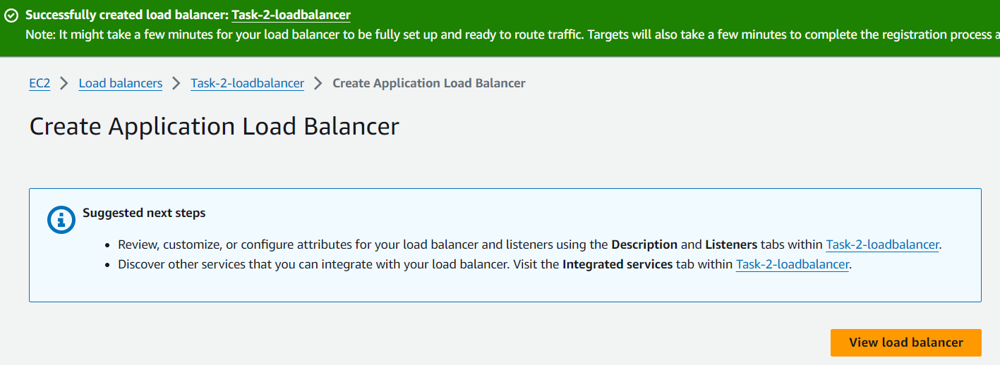 Successfully created load balancer: Task-2-loadbalancer
Note: It might take a few minutes for your load balancer to be fully set up and ready to route traffic. Targets will also take a few minutes to complete the registration process a
EC2 > Load balancers > Task-2-loadbalancer > Create Application Load Balancer
Create Application Load Balancer
Suggested next steps
• Review, customize, or configure attributes for your load balancer and listeners using the Description and Listeners tabs within Task-2-loadbalancer.
• Discover other services that you can integrate with your load balancer. Visit the Integrated services tab within Task-2-loadbalancer.
View load balancer